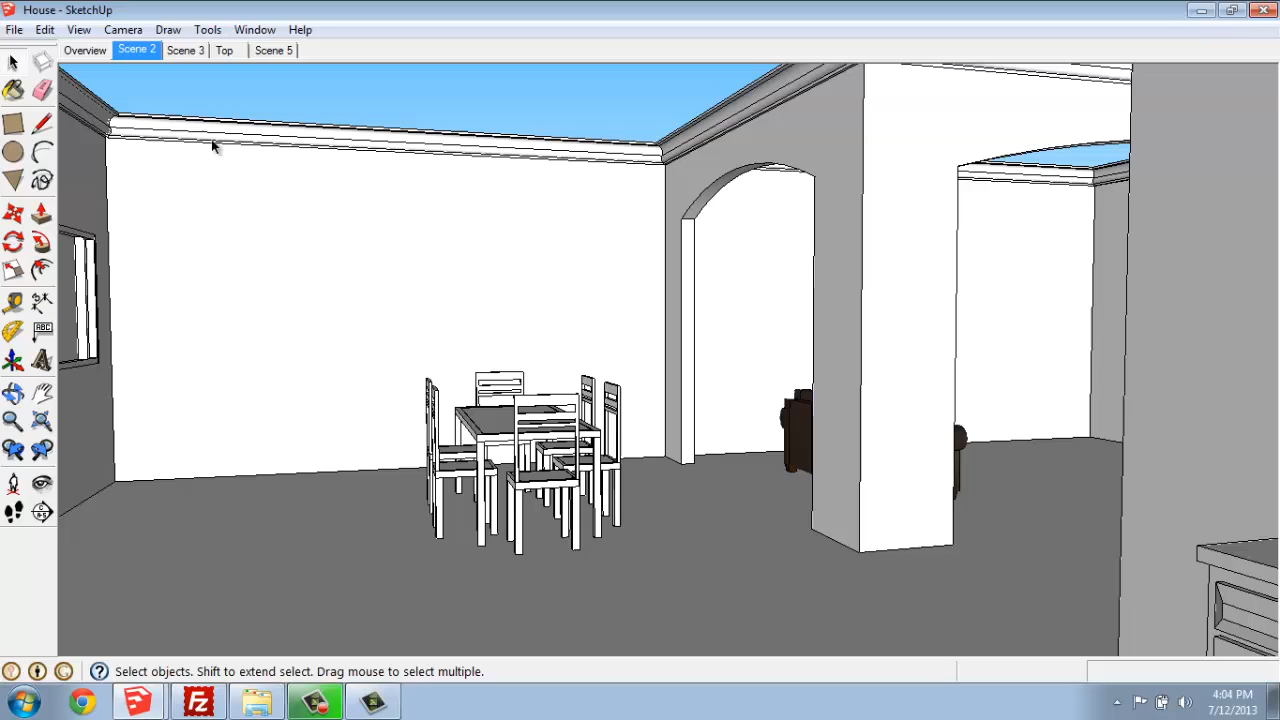 House - SketchUp
File Edit View Camera Draw Tools Window Help
Overview Scene 2 Scene 3 Top Scene 5
ABC
Select objects. Shift to extend select. Drag mouse to select multiple.
4:04 PM
7/12/2013